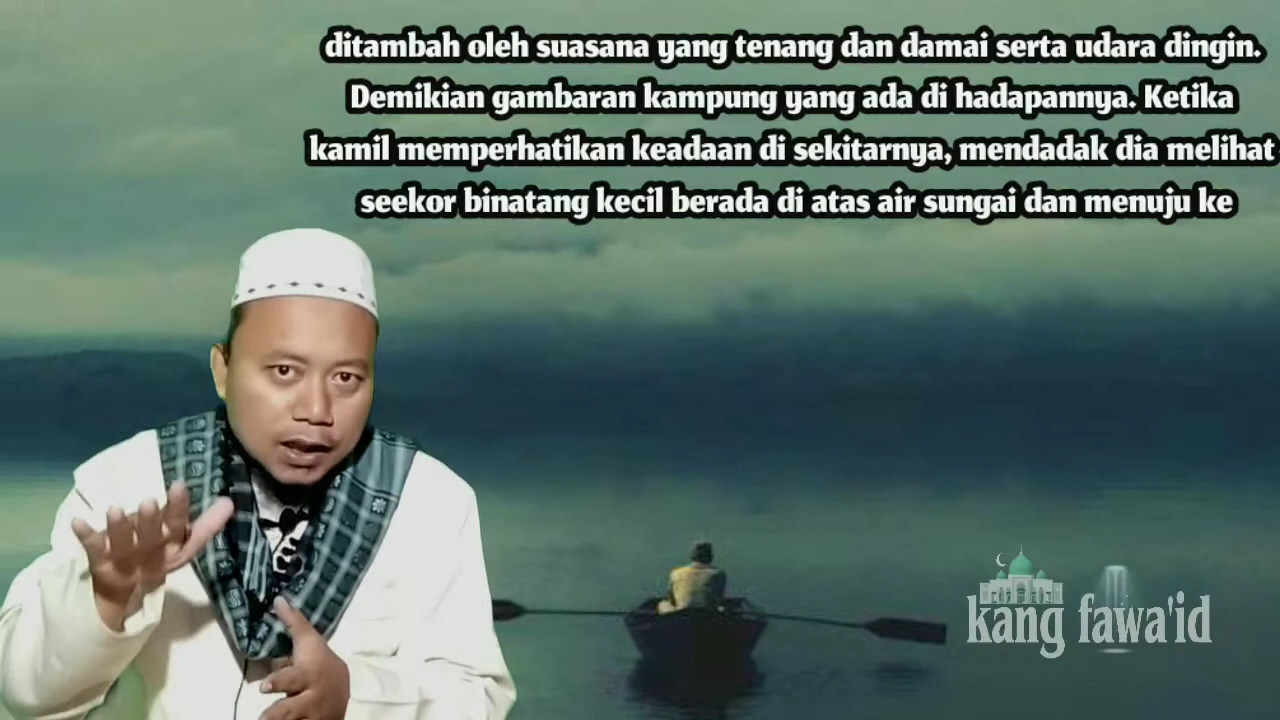 ditambah oleh suasana yang tenang dan damai serta udara dingin.
Demikian gambaran kampung yang ada di hadapannya. Ketika
kamil memperhatikan keadaan di sekitarnya, mendadak dia melihat
seekor binatang kecil berada di atas air sungai dan menuju ke
kang fawa'id